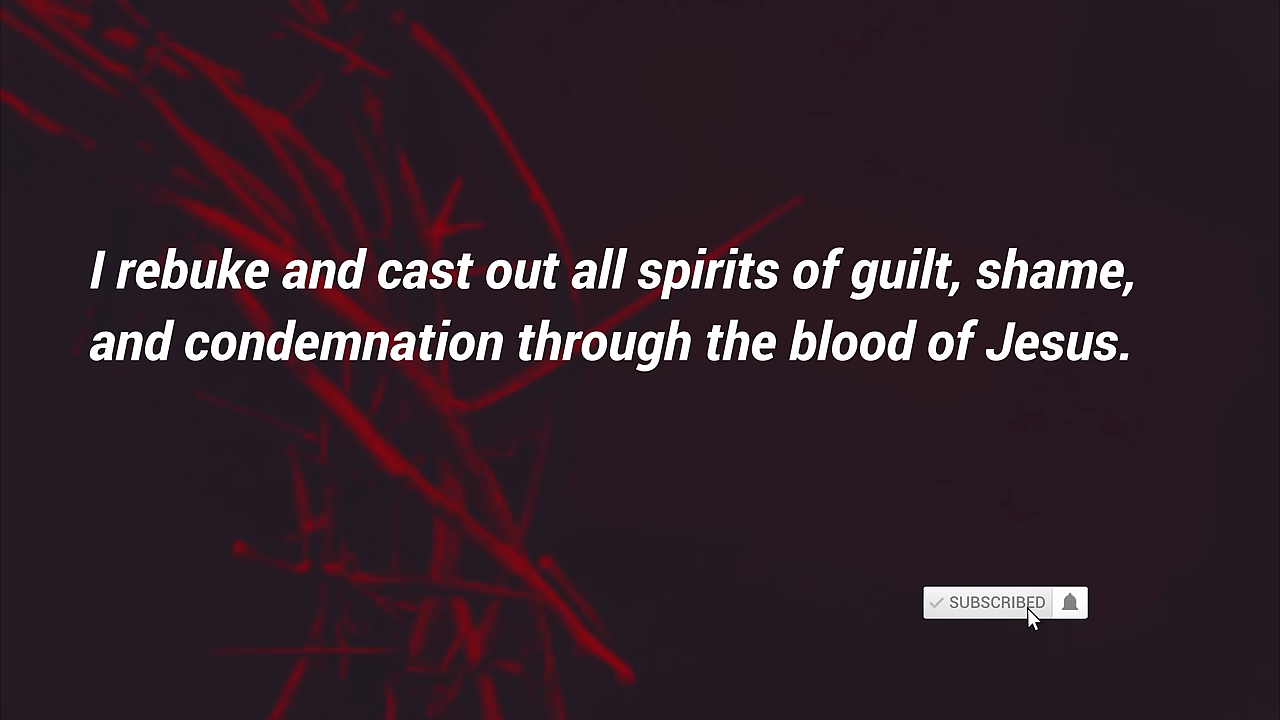 I rebuke and cast out all spirits of guilt, shame,
and condemnation through the blood of Jesus.
SUBSCRIBED